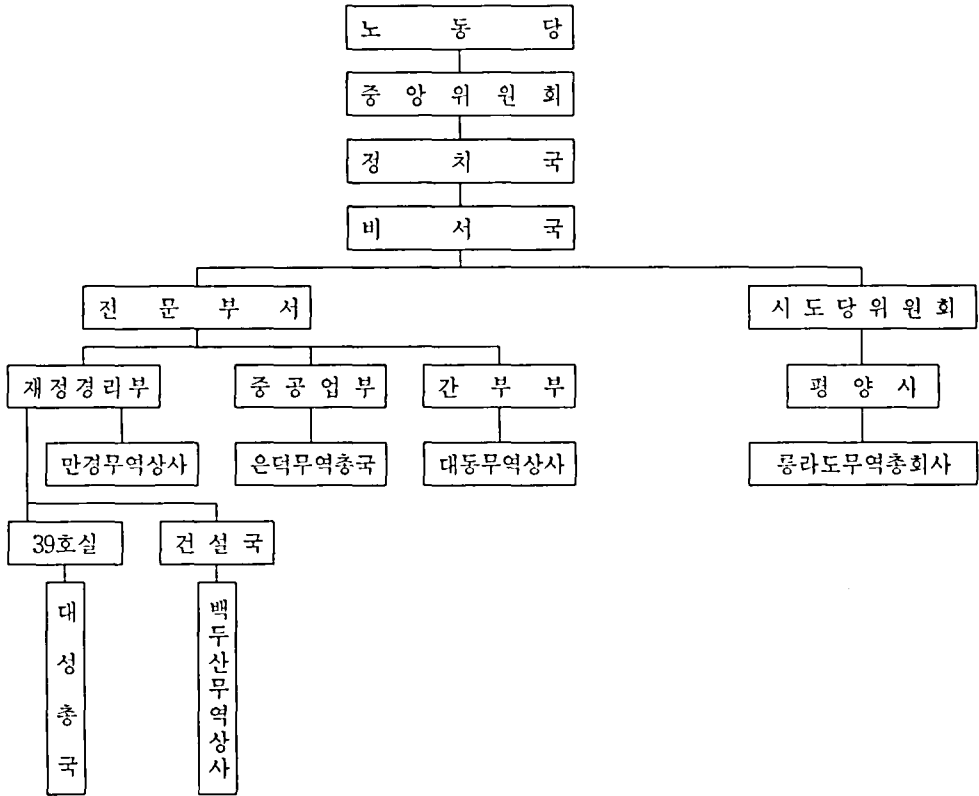 노동당
중앙위원회
정치국
비서국
전문부서
시도당위원회
재정경리부
중공업부
간부부
평양시
만경무역상사
은덕무역총국
대동무역상사
릉라도무역총회사
39호실
건설국
대성총국
백두산무역상사